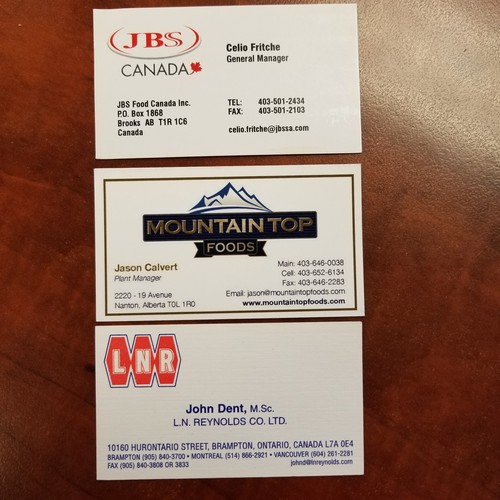 JBS
CANADA
Celio Fritche
General Manager
JBS Food Canada Inc.
P.O. Box 1868
Brooks AB T1R 1C6
Canada
TEL: 403-501-2434
FAX: 403-501-2103
celio.fritche@jbssa.com
MOUNTAIN TOP
FOODS
Jason Calvert
Plant Manager
2220 - 19 Avenue
Nanton, Alberta T0L 1R0
Main: 403-646-0038
Cell: 403-652-6134
Fax: 403-646-2283
Email: jason@mountaintopfoods.com
www.mountaintopfoods.com
LNR
John Dent, M.Sc.
L.N. REYNOLDS CO. LTD.
10160 HURONTARIO STREET, BRAMPTON, ONTARIO, CANADA L7A 0E4
BRAMPTON (905) 840-3700 • MONTREAL (514) 866-2921 • VANCOUVER (604) 261-2281
FAX (905) 840-3808 OR 3833 johnd@lnreynolds.com